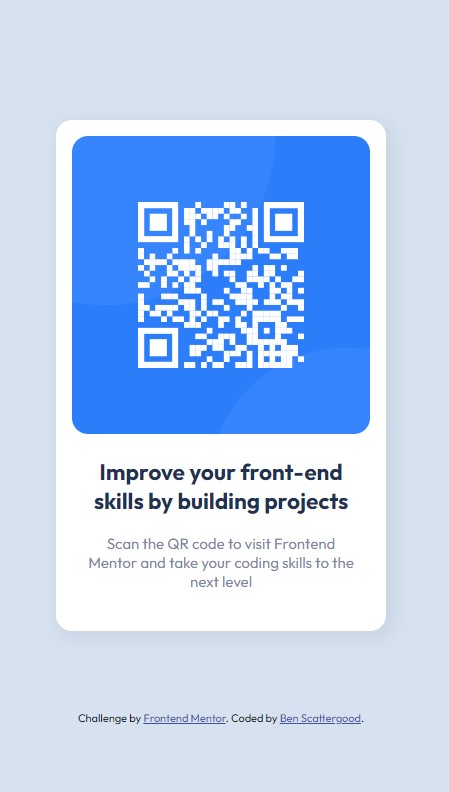 Improve your front-end
skills by building projects
Scan the QR code to visit Frontend
Mentor and take your coding skills to the
next level
Challenge by Frontend Mentor. Coded by Ben Scattergood.